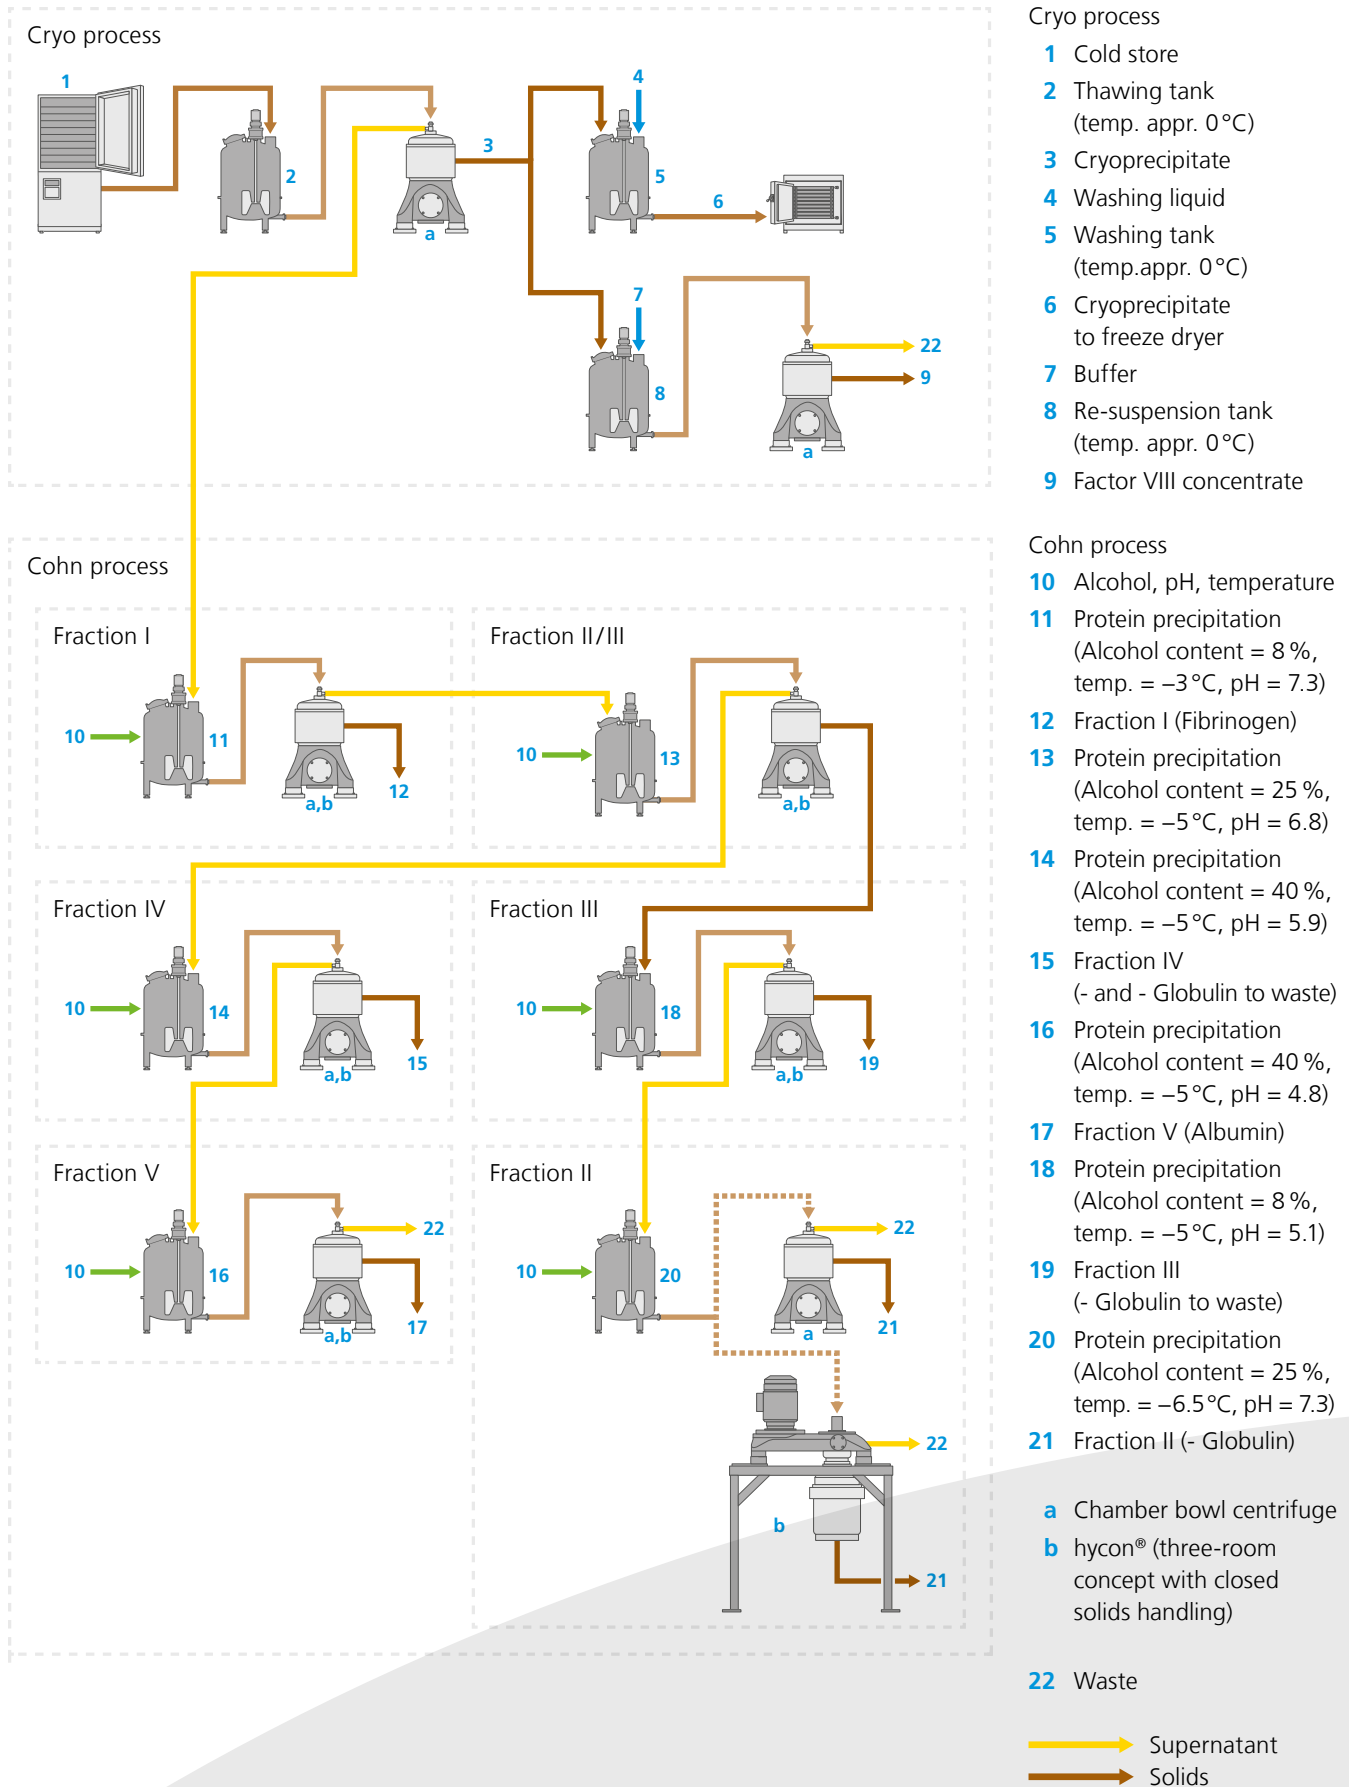 Cryo process
1
2
a
3
4
5
6
7
8
a
22
9
Cohn process
Fraction I
10
11
a,b
12
Fraction II/III
10
13
a,b
Fraction IV
10
14
a,b
15
Fraction III
10
18
a,b
19
Fraction V
10
16
a,b
22
17
Fraction II
10
20
a
22
21
b
22
21
Cryo process
1 Cold store
2 Thawing tank
(temp. appr. 0°C)
3 Cryoprecipitate
4 Washing liquid
5 Washing tank
(temp.appr. 0°C)
6 Cryoprecipitate
to freeze dryer
7 Buffer
8 Re-suspension tank
(temp. appr. 0°C)
9 Factor VIII concentrate
Cohn process
10 Alcohol, pH, temperature
11 Protein precipitation
(Alcohol content = 8 %,
temp. = –3°C, pH = 7.3)
12 Fraction I (Fibrinogen)
13 Protein precipitation
(Alcohol content = 25 %,
temp. = –5°C, pH = 6.8)
14 Protein precipitation
(Alcohol content = 40 %,
temp. = –5°C, pH = 5.9)
15 Fraction IV
(- and - Globulin to waste)
16 Protein precipitation
(Alcohol content = 40 %,
temp. = –5°C, pH = 4.8)
17 Fraction V (Albumin)
18 Protein precipitation
(Alcohol content = 8 %,
temp. = –5°C, pH = 5.1)
19 Fraction III
(- Globulin to waste)
20 Protein precipitation
(Alcohol content = 25 %,
temp. = –6.5°C, pH = 7.3)
21 Fraction II (- Globulin)
a Chamber bowl centrifuge
b hycon® (three-room
concept with closed
solids handling)
22 Waste
Supernatant
Solids